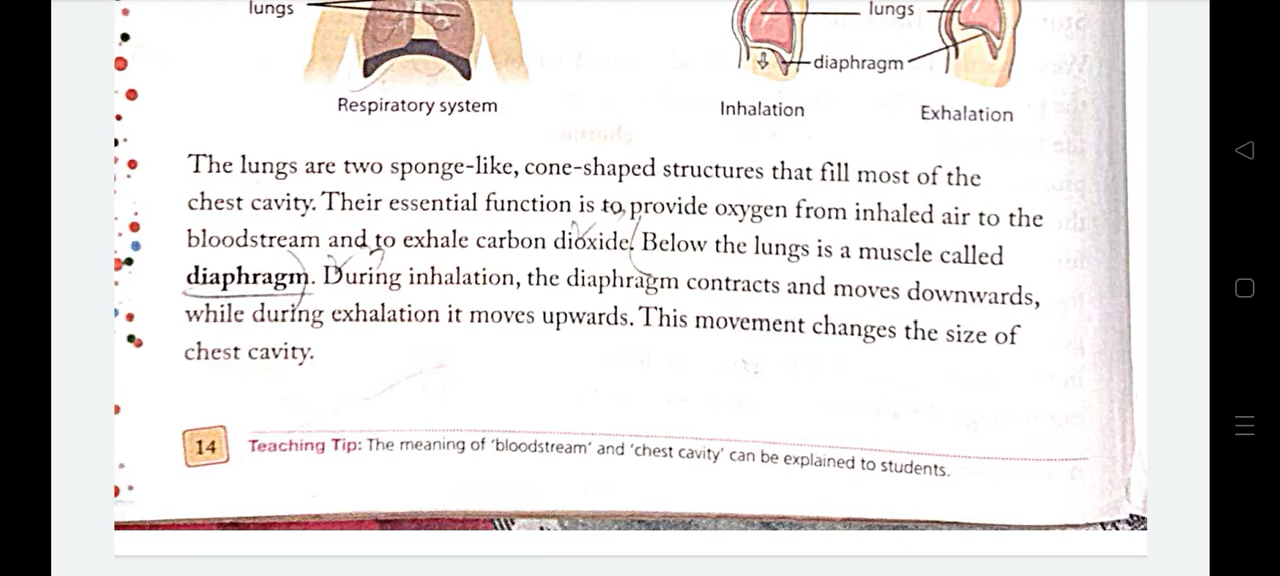 lungs
lungs
diaphragm
Respiratory system
Inhalation
Exhalation
The lungs are two sponge-like, cone-shaped structures that fill most of the
chest cavity. Their essential function is to provide oxygen from inhaled air to the
bloodstream and to exhale carbon dioxide. Below the lungs is a muscle called
diaphragm. During inhalation, the diaphragm contracts and moves downwards,
while during exhalation it moves upwards. This movement changes the size of
chest cavity.
14
Teaching Tip: The meaning of 'bloodstream' and 'chest cavity' can be explained to students.